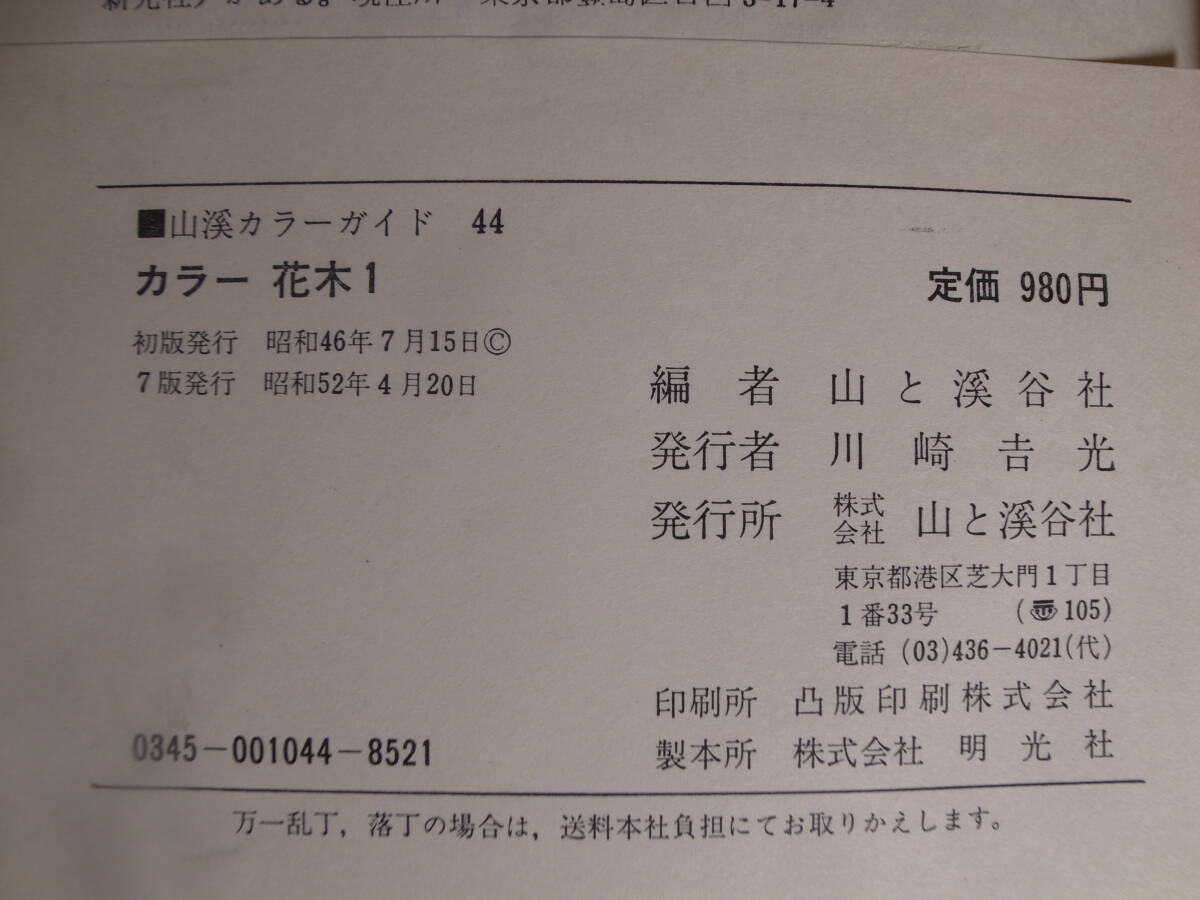 ■山溪カラーガイド 44
カラー 花木1
定価 980円
初版発行 昭和46年7月15日©
7版発行 昭和52年4月20日
編者 山と溪谷社
発行者 川崎𠮷光
発行所 株式会社 山と溪谷社
東京都港区芝大門1丁目
1番33号 (〠105)
電話 (03)436-4021(代)
印刷所 凸版印刷株式会社
製本所 株式会社 明光社
0345-001044-8521
万一乱丁,落丁の場合は,送料本社負担にてお取りかえします。